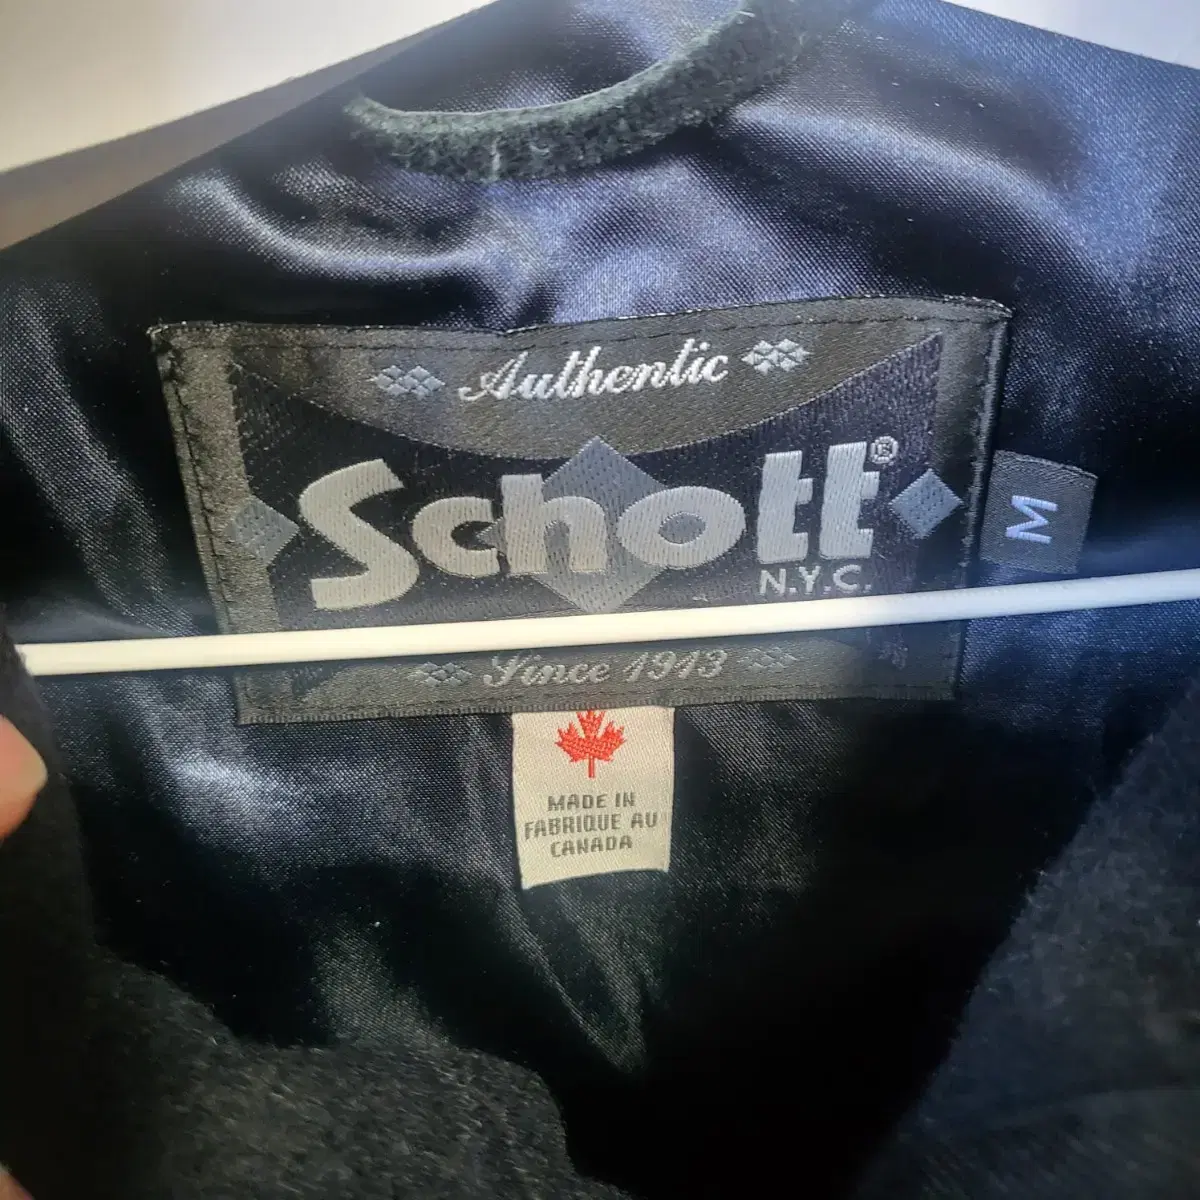 Authentic
Schott®
N.Y.C.
M
Since 1913
MADE IN
FABRIQUE AU
CANADA